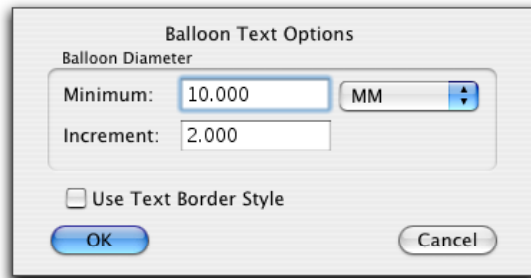 Balloon Text Options
Balloon Diameter
Minimum: 10.000 MM
Increment: 2.000
Use Text Border Style
OK Cancel